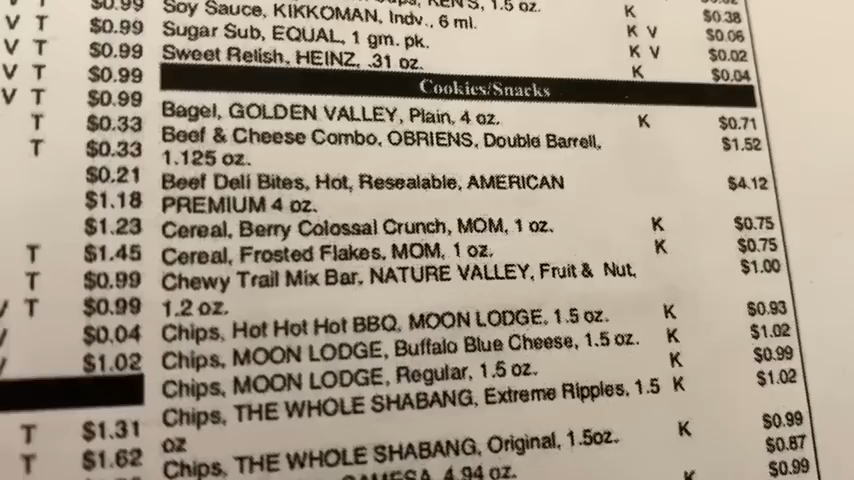 V T $0.99
V T $0.99
V T $0.99
V T $0.99
V T $0.99
T $0.33
T $0.33
$0.21
$1.18
$1.23
T $1.45
T $0.99
V T $0.99
$0.04
$1.02
T $1.31
T $1.62
KEN'S, 1.5 oz.
Soy Sauce, KIKKOMAN, Indv., 6 ml. K $0.38
Sugar Sub, EQUAL, 1 gm. pk. K V $0.06
Sweet Relish, HEINZ, .31 oz. K V $0.02
K $0.04
Cookies/Snacks
Bagel, GOLDEN VALLEY, Plain, 4 oz. K $0.71
Beef & Cheese Combo, OBRIENS, Double Barrell, $1.52
1.125 oz.
Beef Deli Bites, Hot, Resealable, AMERICAN $4.12
PREMIUM 4 oz.
Cereal, Berry Colossal Crunch, MOM, 1 oz. K $0.75
Cereal, Frosted Flakes, MOM, 1 oz. K $0.75
Chewy Trail Mix Bar, NATURE VALLEY, Fruit & Nut, $1.00
1.2 oz.
Chips, Hot Hot Hot BBQ, MOON LODGE, 1.5 oz. K $0.93
Chips, MOON LODGE, Buffalo Blue Cheese, 1.5 oz. K $1.02
Chips, MOON LODGE, Regular, 1.5 oz. K $0.99
Chips, THE WHOLE SHABANG, Extreme Ripples, 1.5 K $1.02
oz
Chips, THE WHOLE SHABANG, Original, 1.5oz. K $0.99
GAMESA, 4.94 oz. $0.87
K $0.99